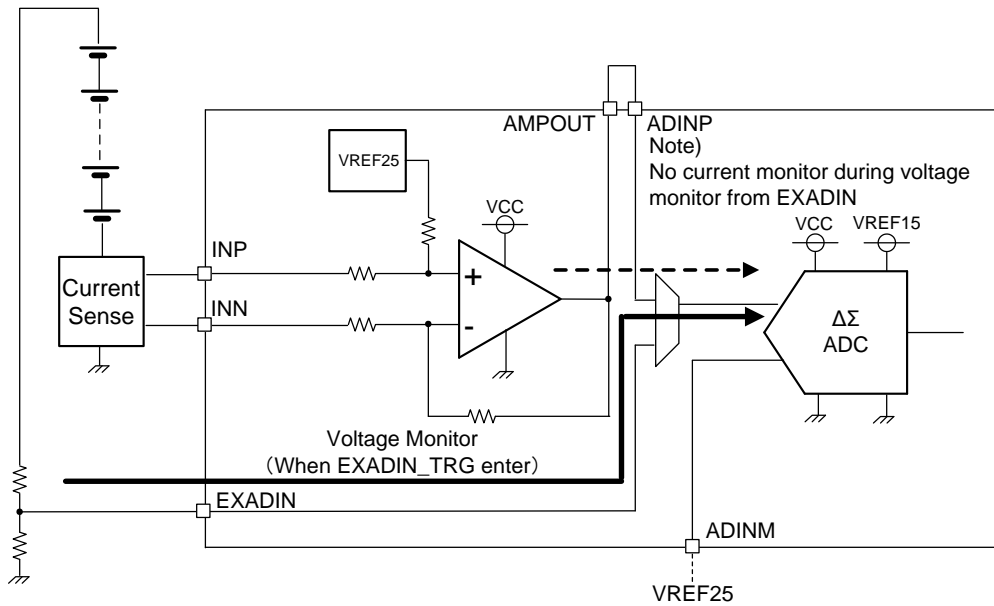 AMPOUT
ADINP
Note)
No current monitor during voltage
monitor from EXADIN
VREF25
VCC
VCC
VREF15
INP
INN
Current
Sense
+
-
ΔΣ
ADC
Voltage Monitor
（When EXADIN_TRG enter）
EXADIN
ADINM
VREF25